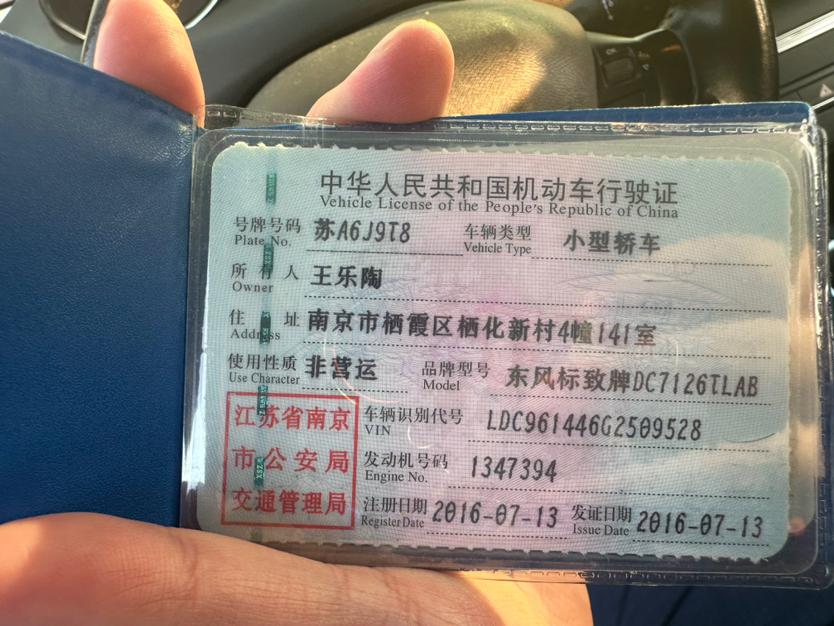 中华人民共和国机动车行驶证
Vehicle License of the People's Republic of China
号牌号码 苏A6J9T8 车辆类型 小型轿车
Plate No. Vehicle Type
所有人 王乐陶
Owner
住址 南京市栖霞区栖化新村4幢141室
Address
使用性质 非营运 品牌型号 东风标致牌DC7126TLAB
Use Character Model
江苏省南京
市公安局
交通管理局
车辆识别代号 LDC961446G2509528
VIN
发动机号码 1347394
Engine No.
注册日期 2016-07-13 发证日期 2016-07-13
Register Date Issue Date